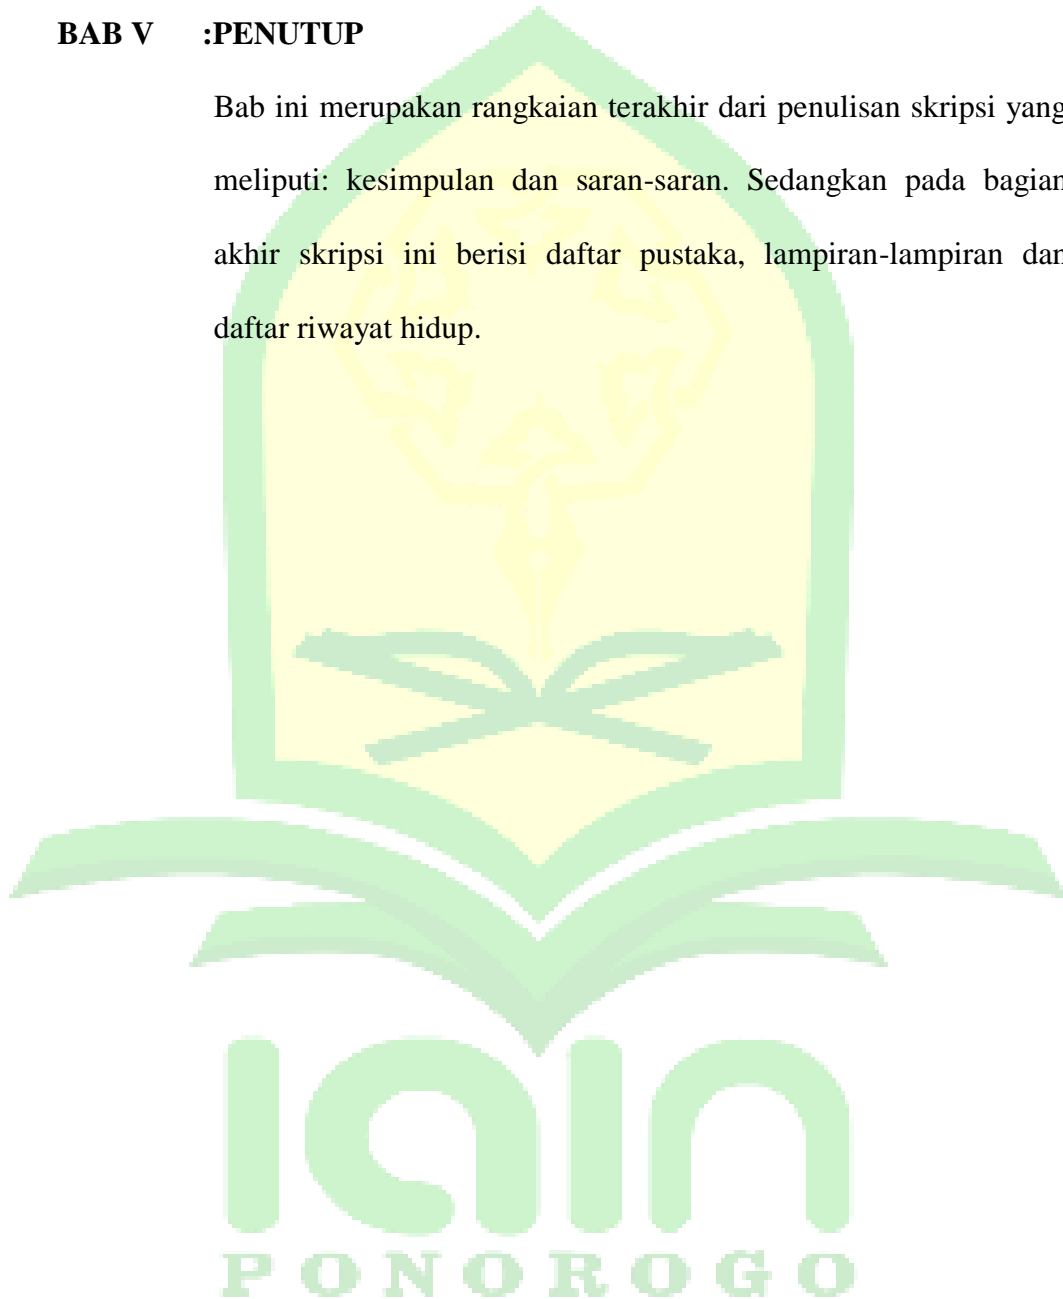 BAB V :PENUTUP
Bab ini merupakan rangkaian terakhir dari penulisan skripsi yang
meliputi: kesimpulan dan saran-saran. Sedangkan pada bagian
akhir skripsi ini berisi daftar pustaka, lampiran-lampiran dan
daftar riwayat hidup.
iain
PONOROGO